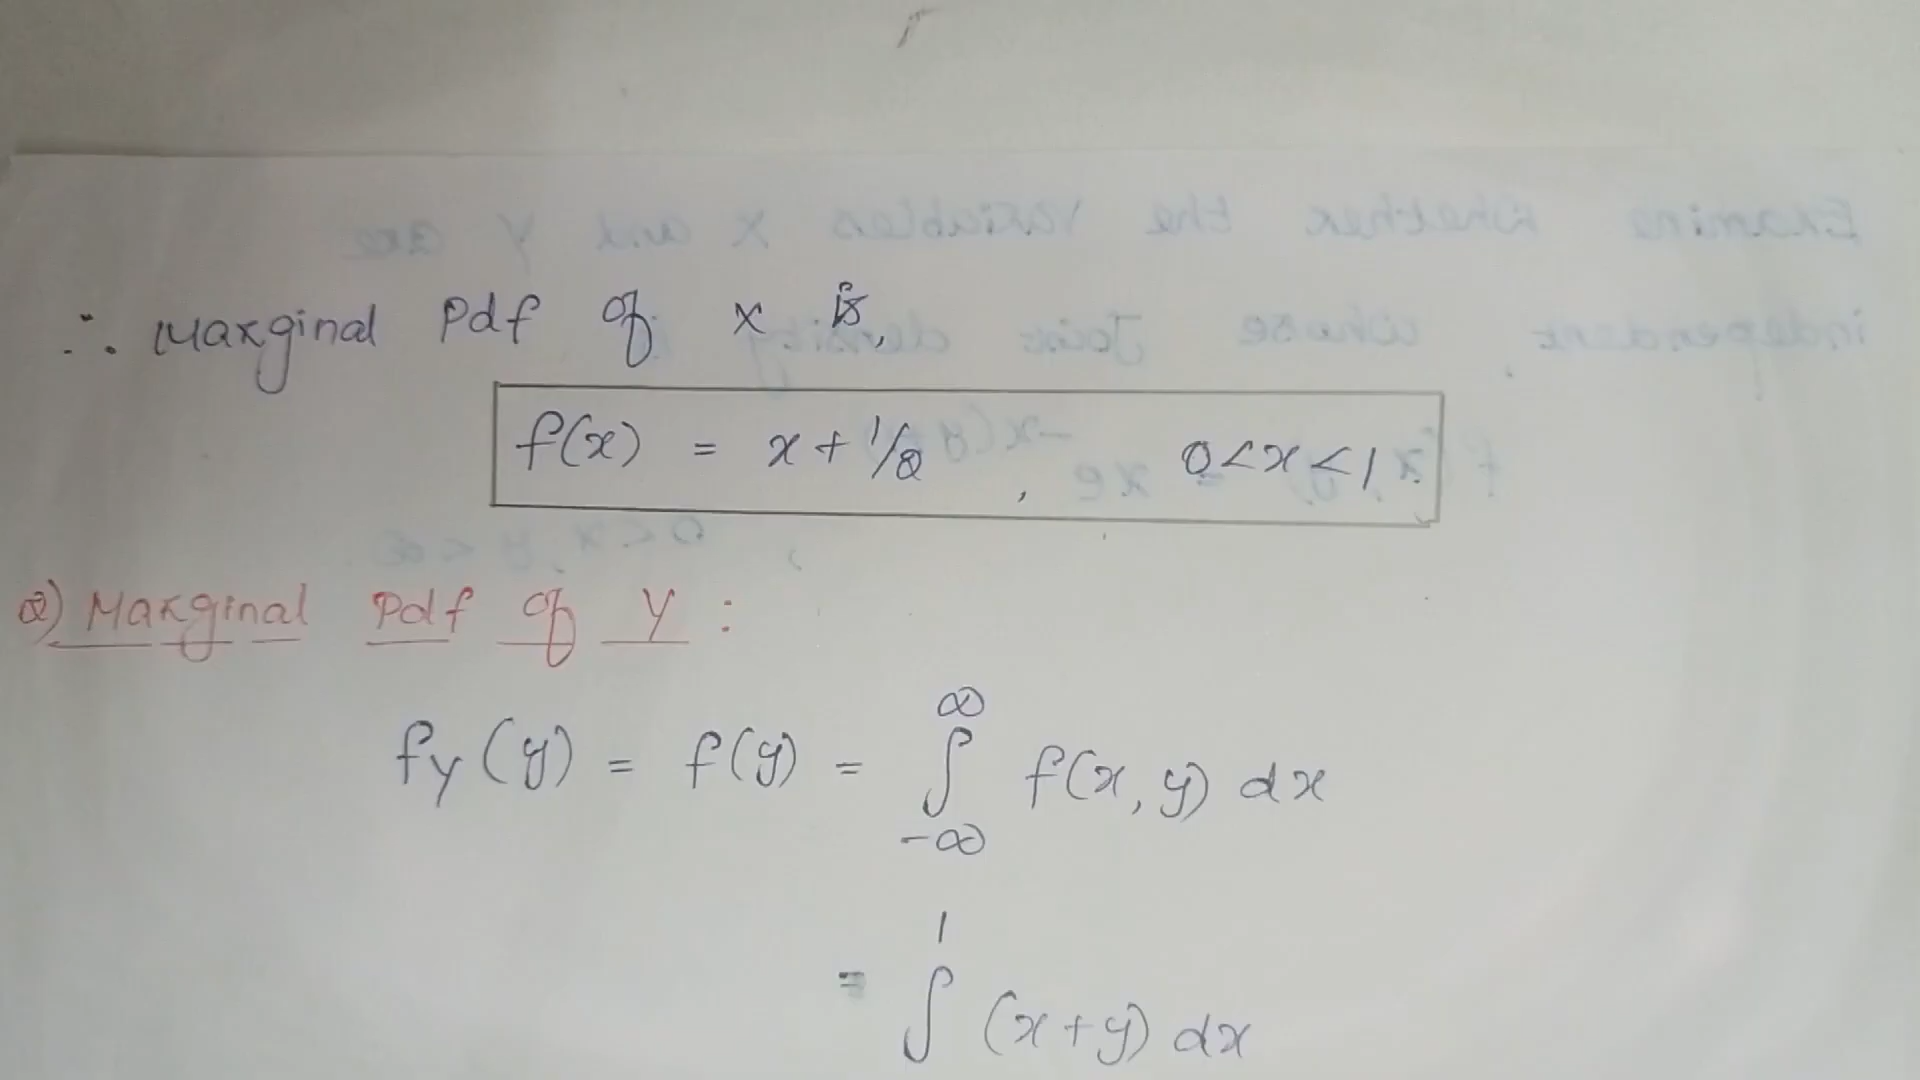 ∴ Marginal Pdf of x is,
f(x) = x + 1/2 , 0<x<1.
2) Marginal Pdf of Y :
fY(y) = f(y) = ∫_{-∞}^{∞} f(x,y) dx
= ∫^{1} (x+y) dx